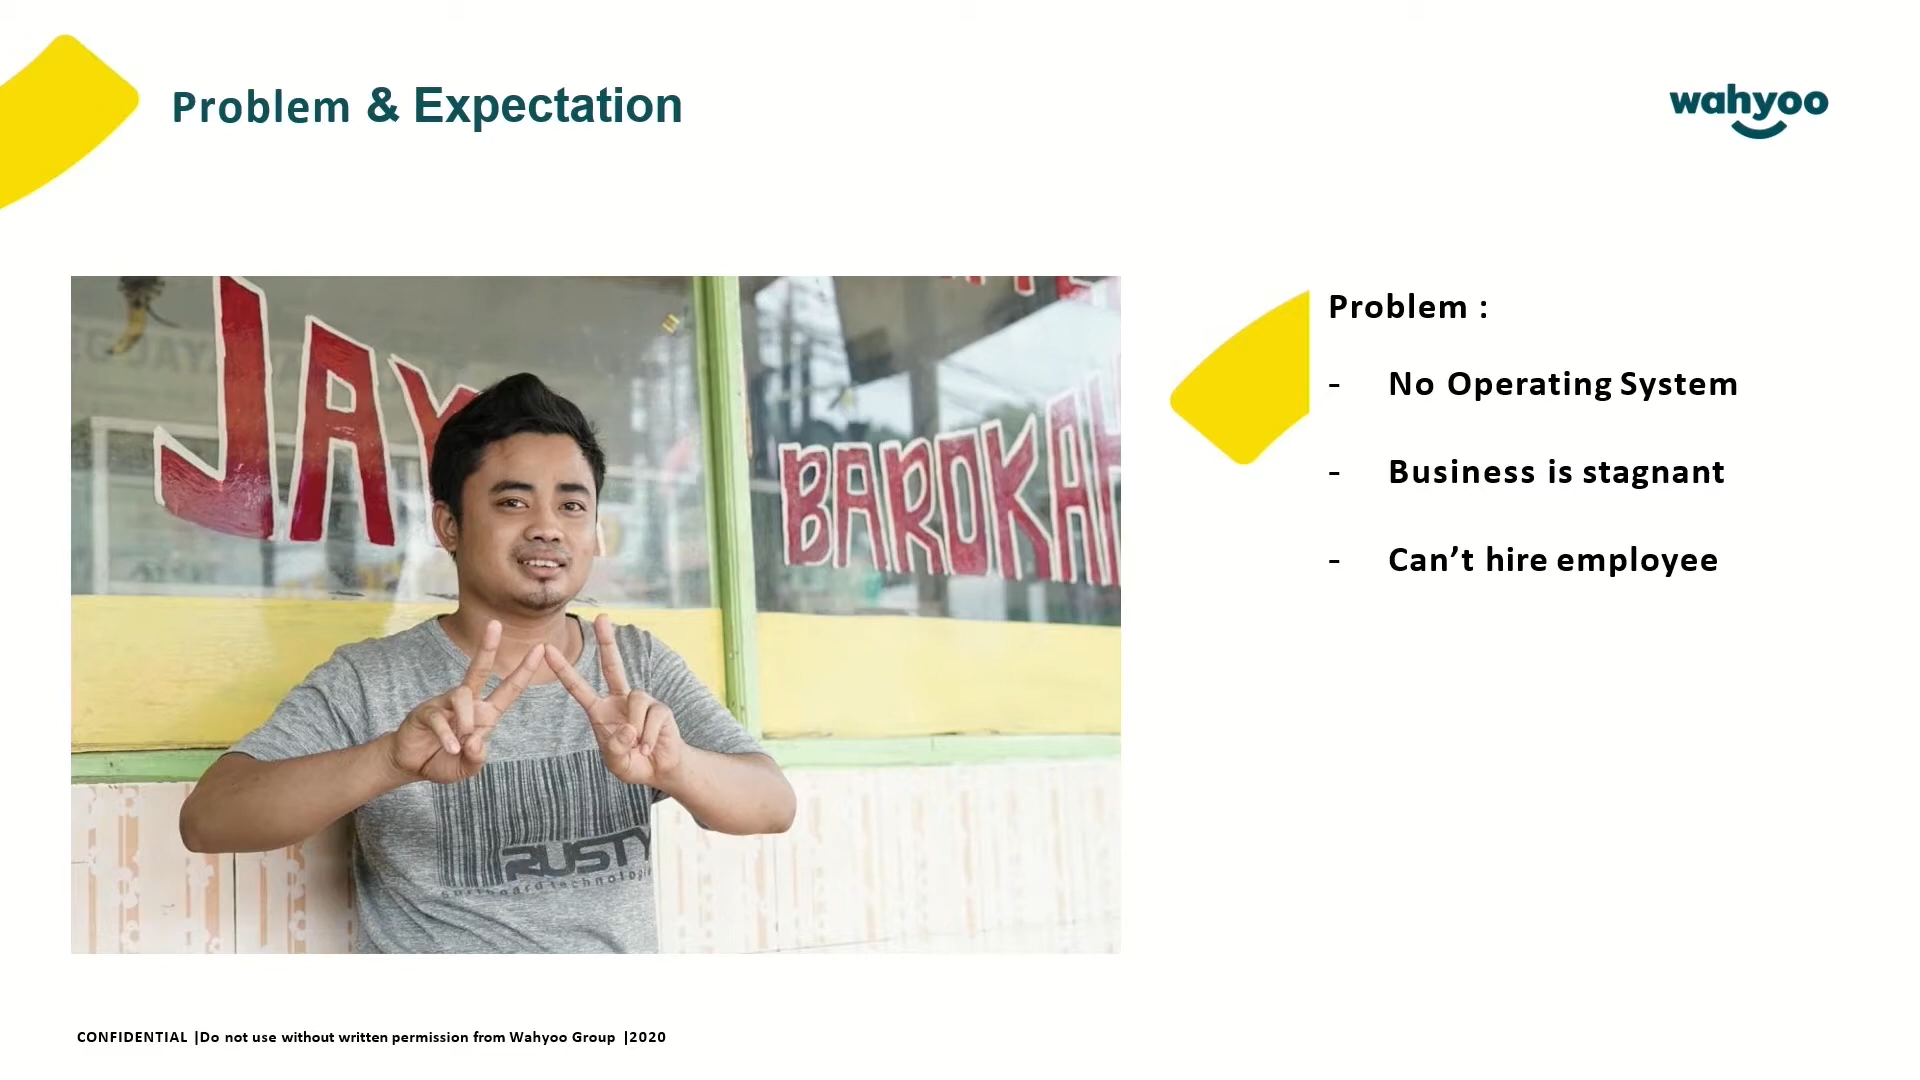 Problem & Expectation
wahyoo
JAY
BAROKAH
RUSTY
Problem :
- No Operating System
- Business is stagnant
- Can’t hire employee
CONFIDENTIAL |Do not use without written permission from Wahyoo Group |2020